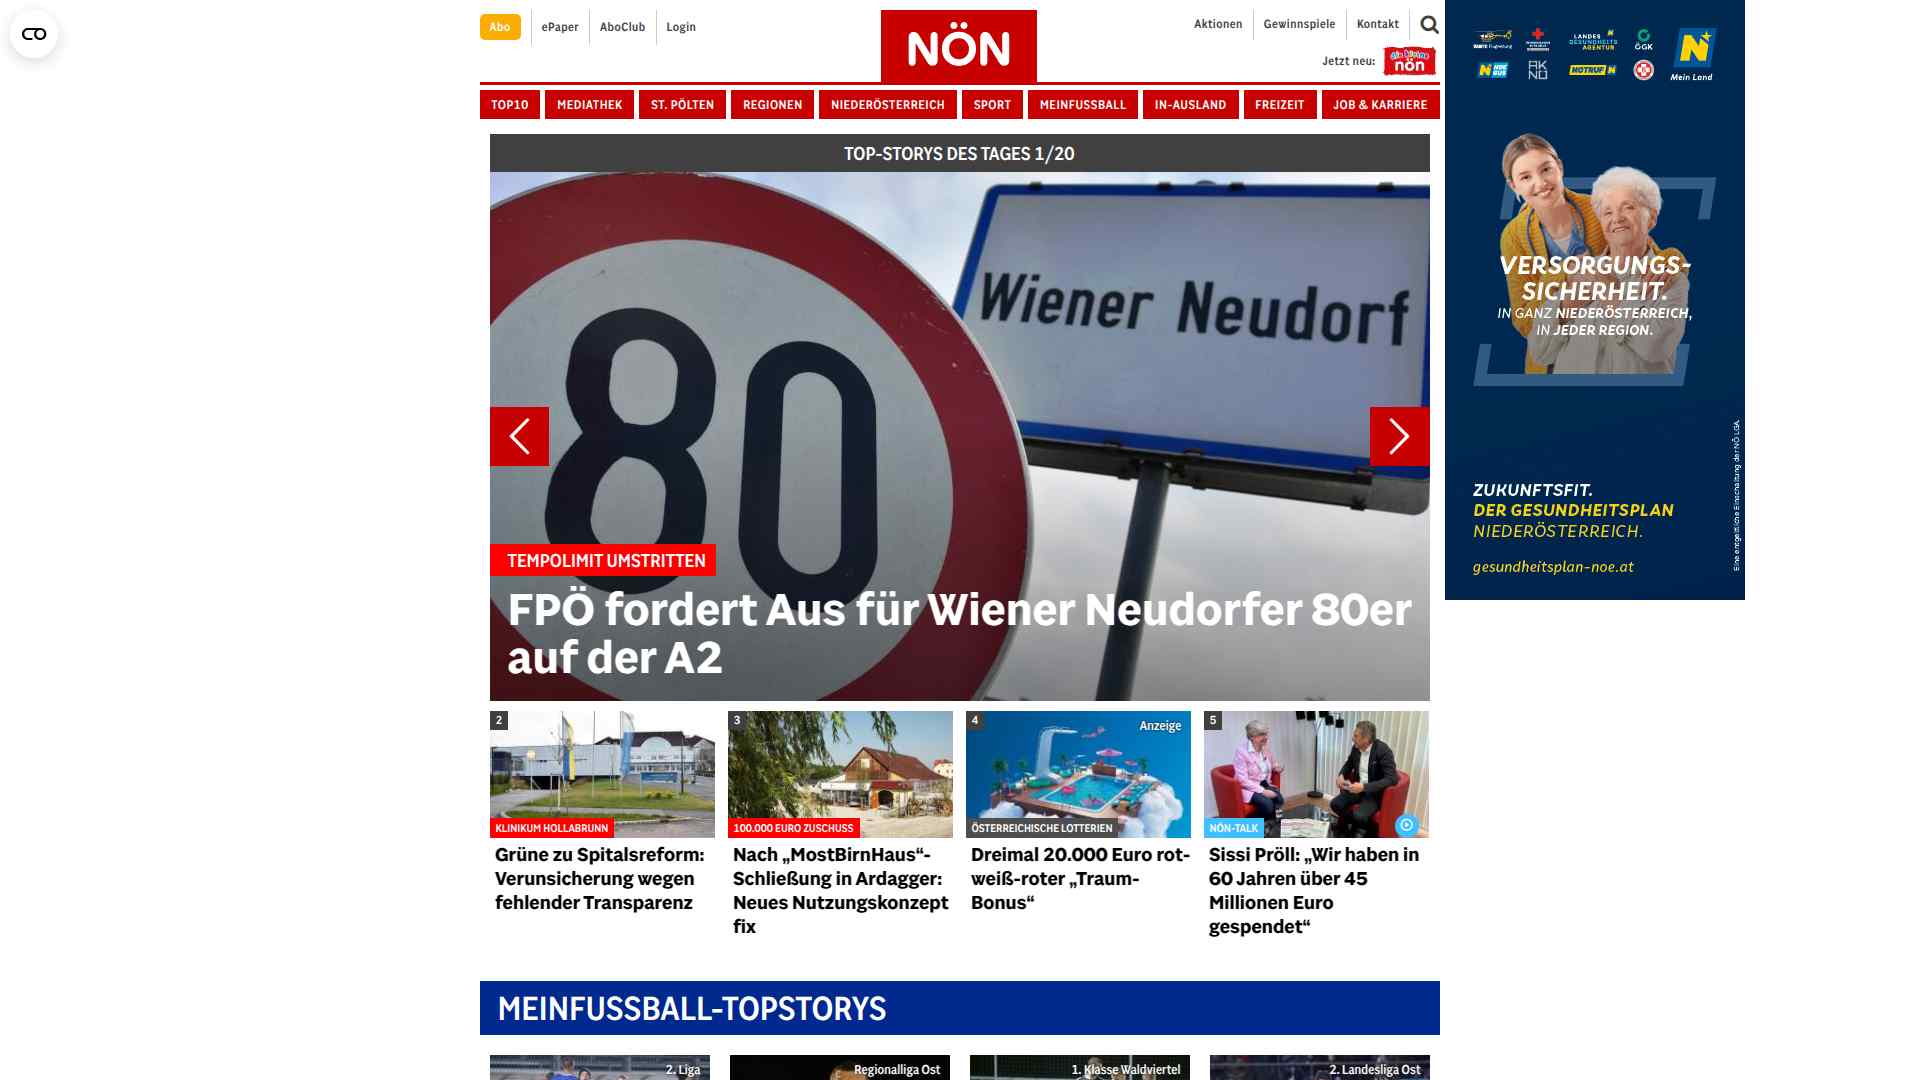 Abo
ePaper
AboClub
Login
NÖN
Aktionen
Gewinnspiele
Kontakt
Jetzt neu:
die kleine
nön
TOP10
MEDIATHEK
ST. PÖLTEN
REGIONEN
NIEDERÖSTERREICH
SPORT
MEINFUSSBALL
IN-AUSLAND
FREIZEIT
JOB & KARRIERE
TOP-STORYS DES TAGES 1/20
80
Wiener Neudorf
TEMPOLIMIT UMSTRITTEN
FPÖ fordert Aus für Wiener Neudorfer 80er
auf der A2
2
KLINIKUM HOLLABRUNN
Grüne zu Spitalsreform:
Verunsicherung wegen
fehlender Transparenz
3
100.000 EURO ZUSCHUSS
Nach „MostBirnHaus“-
Schließung in Ardagger:
Neues Nutzungskonzept
fix
4
Anzeige
ÖSTERREICHISCHE LOTTERIEN
Dreimal 20.000 Euro rot-
weiß-roter „Traum-
Bonus“
5
NÖN-TALK
Sissi Pröll: „Wir haben in
60 Jahren über 45
Millionen Euro
gespendet“
MEINFUSSBALL-TOPSTORYS
2. Liga
Regionalliga Ost
1. Klasse Waldviertel
2. Landesliga Ost
LANDES
GESUNDHEITS
AGENTUR
ÖGK
NOTRUF N
AK
NÖ
Mein Land
VERSORGUNGS-
SICHERHEIT.
IN GANZ NIEDERÖSTERREICH,
IN JEDER REGION.
ZUKUNFTSFIT.
DER GESUNDHEITSPLAN
NIEDERÖSTERREICH.
gesundheitsplan-noe.at
Eine entgeltliche Einschaltung der NÖ LGA.